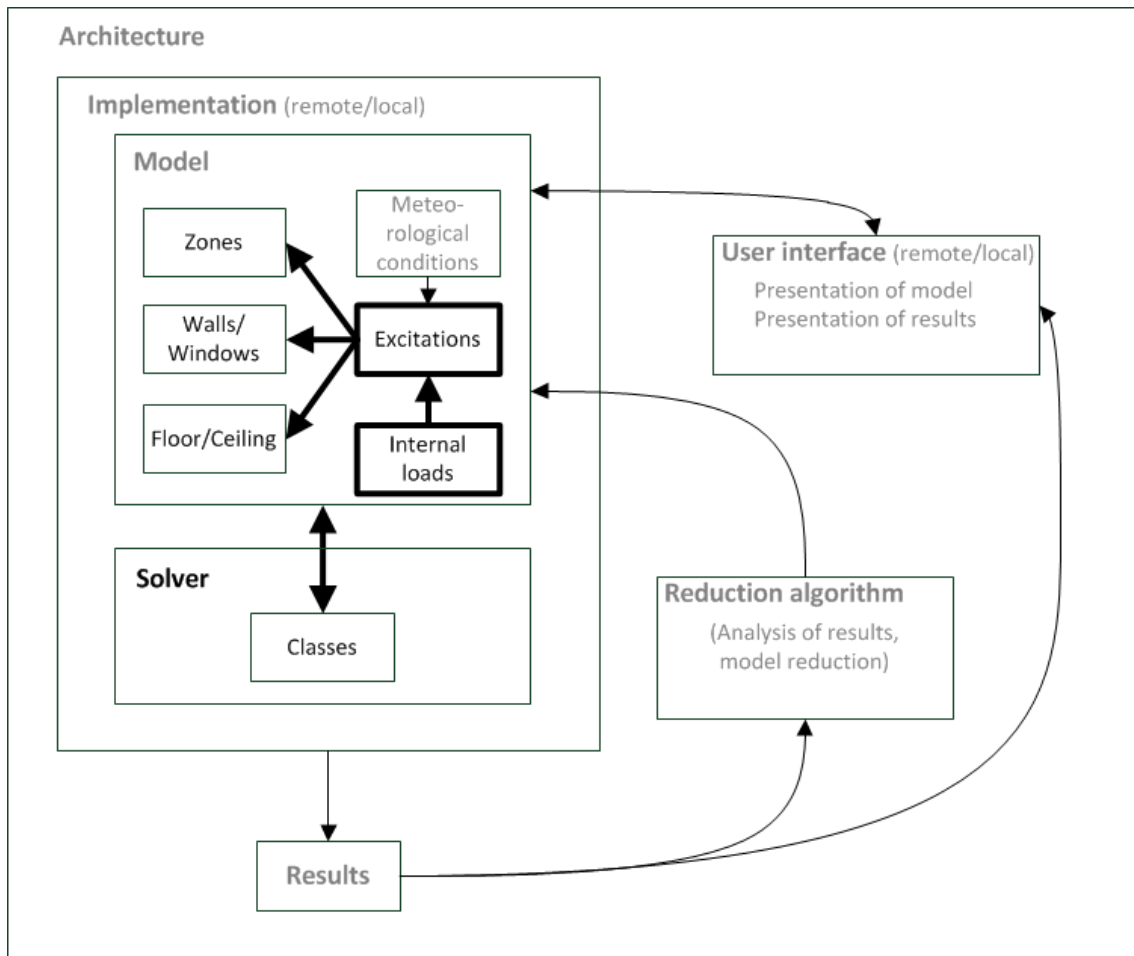 Architecture
Implementation (remote/local)
Model
Zones
Walls/
Windows
Floor/Ceiling
Meteo-
rological
conditions
Excitations
Internal
loads
Solver
Classes
Results
User interface (remote/local)
Presentation of model
Presentation of results
Reduction algorithm
(Analysis of results,
model reduction)